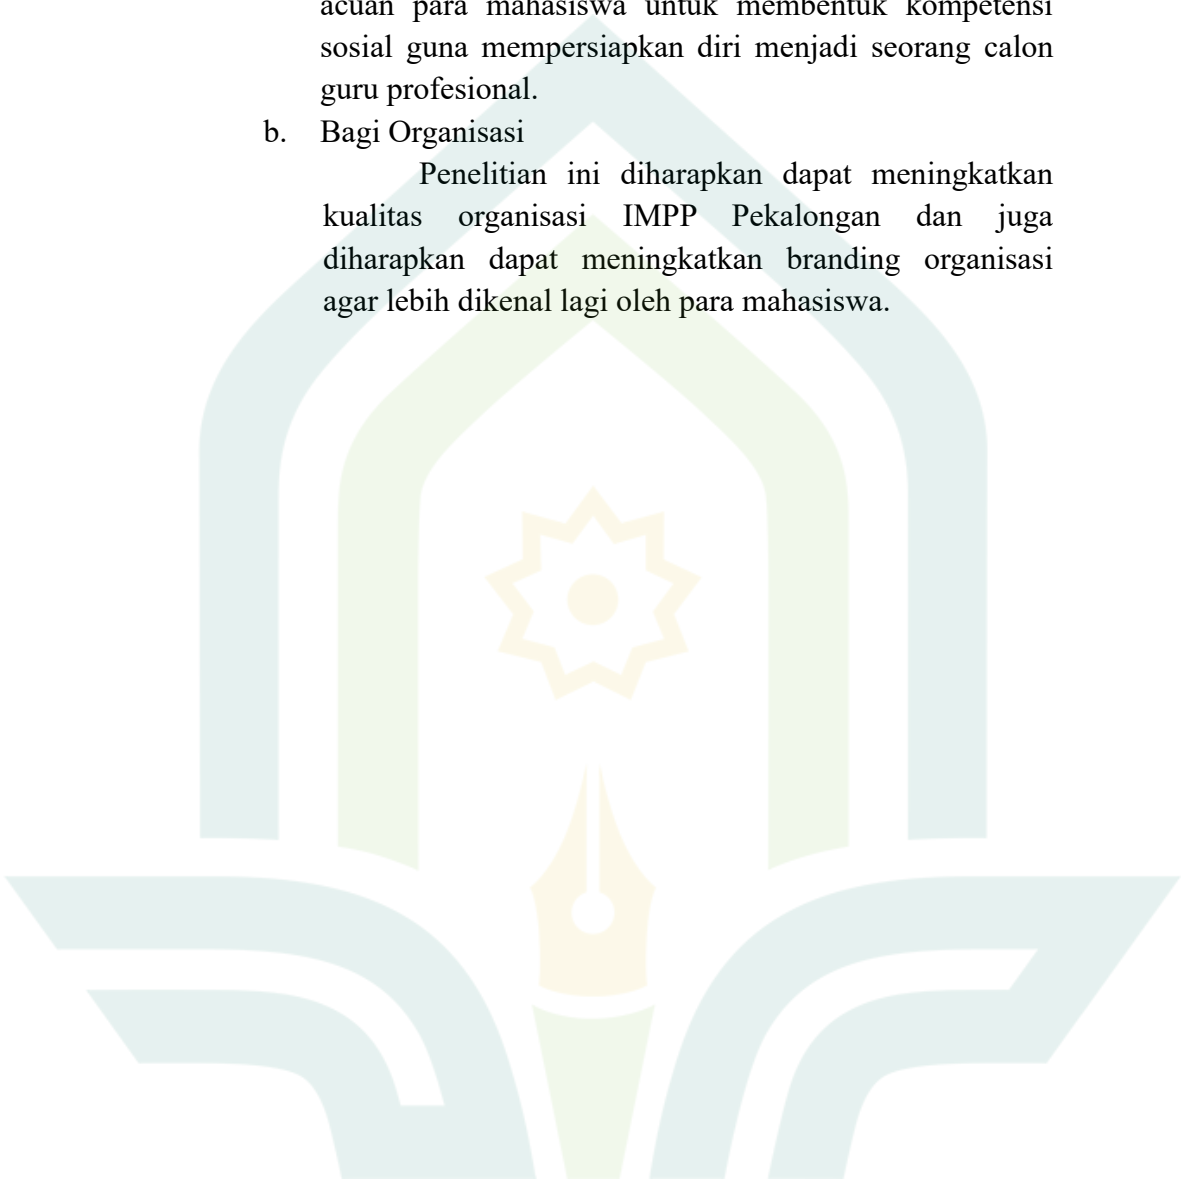 acuan para mahasiswa untuk membentuk kompetensi
sosial guna mempersiapkan diri menjadi seorang calon
guru profesional.
b. Bagi Organisasi
Penelitian ini diharapkan dapat meningkatkan
kualitas organisasi IMPP Pekalongan dan juga
diharapkan dapat meningkatkan branding organisasi
agar lebih dikenal lagi oleh para mahasiswa.